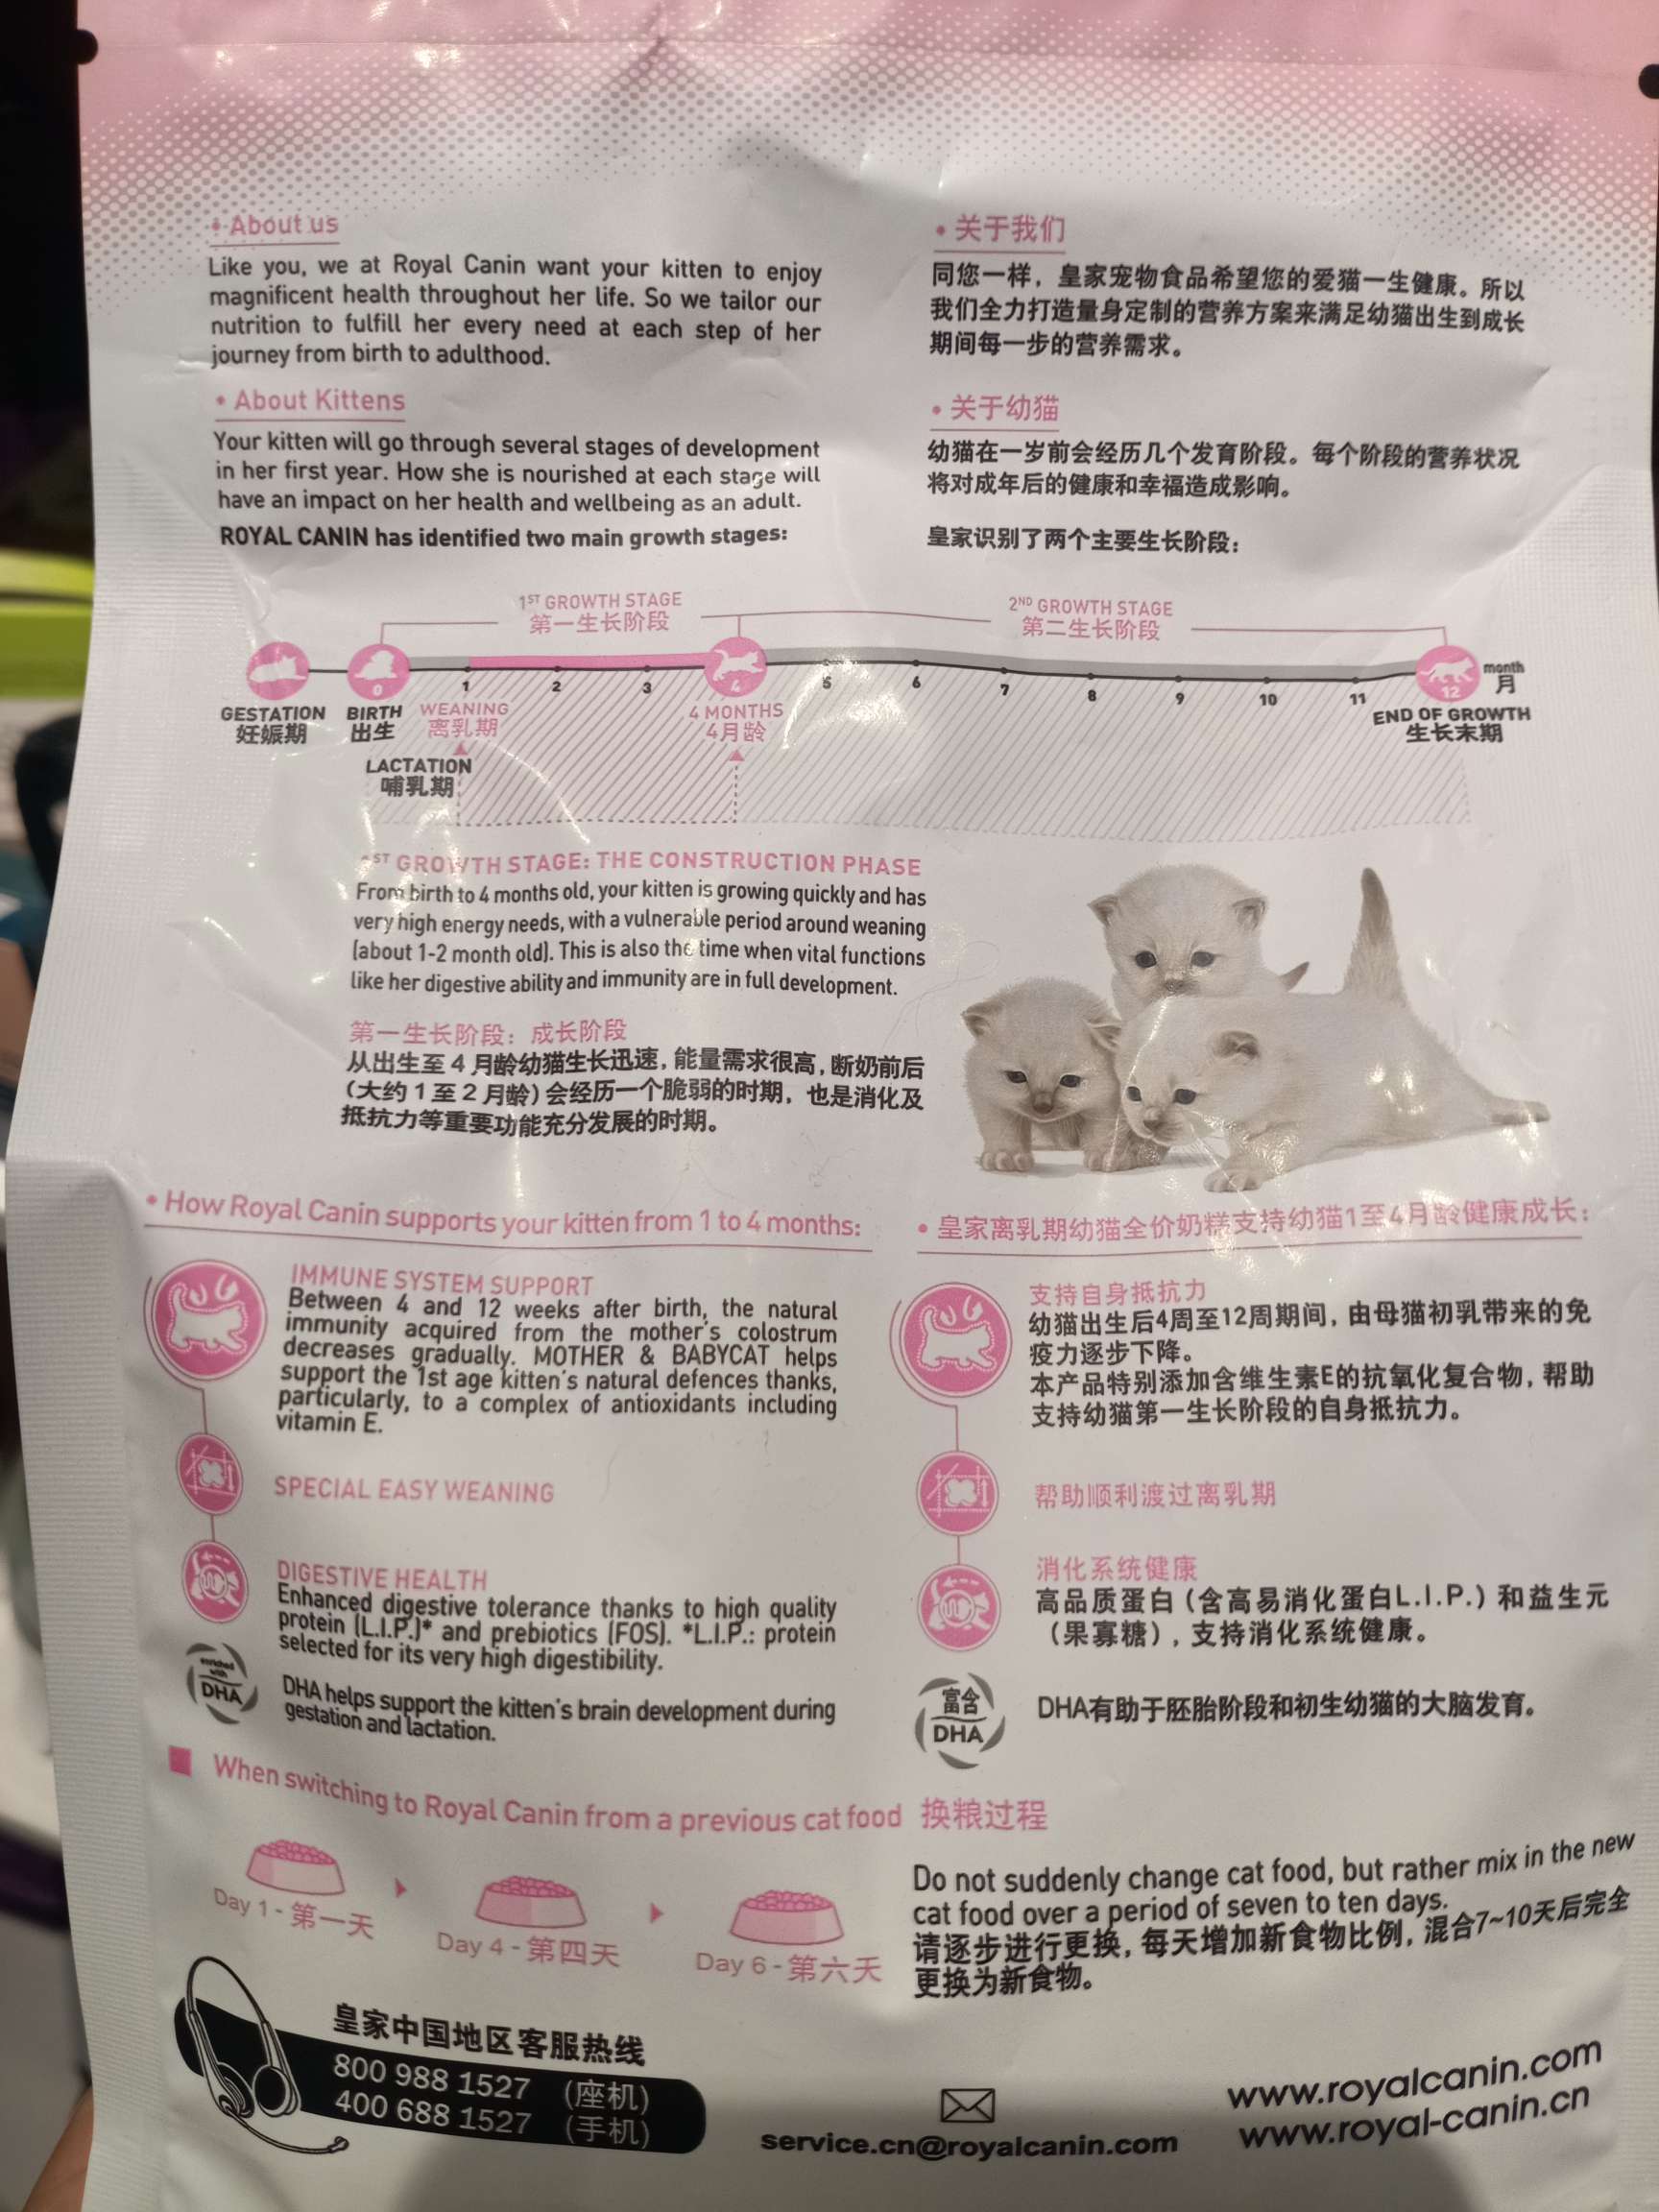 • About us
Like you, we at Royal Canin want your kitten to enjoy
magnificent health throughout her life. So we tailor our
nutrition to fulfill her every need at each step of her
journey from birth to adulthood.
• About Kittens
Your kitten will go through several stages of development
in her first year. How she is nourished at each stage will
have an impact on her health and wellbeing as an adult.
ROYAL CANIN has identified two main growth stages:
• 关于我们
同您一样，皇家宠物食品希望您的爱猫一生健康。所以
我们全力打造量身定制的营养方案来满足幼猫出生到成长
期间每一步的营养需求。
• 关于幼猫
幼猫在一岁前会经历几个发育阶段。每个阶段的营养状况
将对成年后的健康和幸福造成影响。
皇家识别了两个主要生长阶段：
1ST GROWTH STAGE
第一生长阶段
2ND GROWTH STAGE
第二生长阶段
0 1 2 3 4 5 6 7 8 9 10 11 12
month
月
GESTATION
妊娠期
BIRTH
出生
WEANING
离乳期
LACTATION
哺乳期
4 MONTHS
4月龄
END OF GROWTH
生长末期
1ST GROWTH STAGE: THE CONSTRUCTION PHASE
From birth to 4 months old, your kitten is growing quickly and has
very high energy needs, with a vulnerable period around weaning
(about 1-2 month old). This is also the time when vital functions
like her digestive ability and immunity are in full development.
第一生长阶段：成长阶段
从出生至 4 月龄幼猫生长迅速，能量需求很高，断奶前后
（大约 1 至 2 月龄）会经历一个脆弱的时期，也是消化及
抵抗力等重要功能充分发展的时期。
• How Royal Canin supports your kitten from 1 to 4 months:
IMMUNE SYSTEM SUPPORT
Between 4 and 12 weeks after birth, the natural
immunity acquired from the mother's colostrum
decreases gradually. MOTHER & BABYCAT helps
support the 1st age kitten's natural defences thanks,
particularly, to a complex of antioxidants including
vitamin E.
SPECIAL EASY WEANING
DIGESTIVE HEALTH
Enhanced digestive tolerance thanks to high quality
protein (L.I.P.)* and prebiotics (FOS). *L.I.P.: protein
selected for its very high digestibility.
enriched
with
DHA
DHA helps support the kitten's brain development during
gestation and lactation.
• 皇家离乳期幼猫全价奶糕支持幼猫1至4月龄健康成长：
支持自身抵抗力
幼猫出生后4周至12周期间，由母猫初乳带来的免
疫力逐步下降。
本产品特别添加含维生素E的抗氧化复合物，帮助
支持幼猫第一生长阶段的自身抵抗力。
帮助顺利渡过离乳期
消化系统健康
高品质蛋白（含高易消化蛋白L.I.P.）和益生元
（果寡糖），支持消化系统健康。
富含
DHA
DHA有助于胚胎阶段和初生幼猫的大脑发育。
When switching to Royal Canin from a previous cat food 换粮过程
Day 1 - 第一天
Day 4 - 第四天
Day 6 - 第六天
Do not suddenly change cat food, but rather mix in the new
cat food over a period of seven to ten days.
请逐步进行更换，每天增加新食物比例，混合7~10天后完全
更换为新食物。
皇家中国地区客服热线
800 988 1527 （座机）
400 688 1527 （手机）
service.cn@royalcanin.com
www.royalcanin.com
www.royal-canin.cn